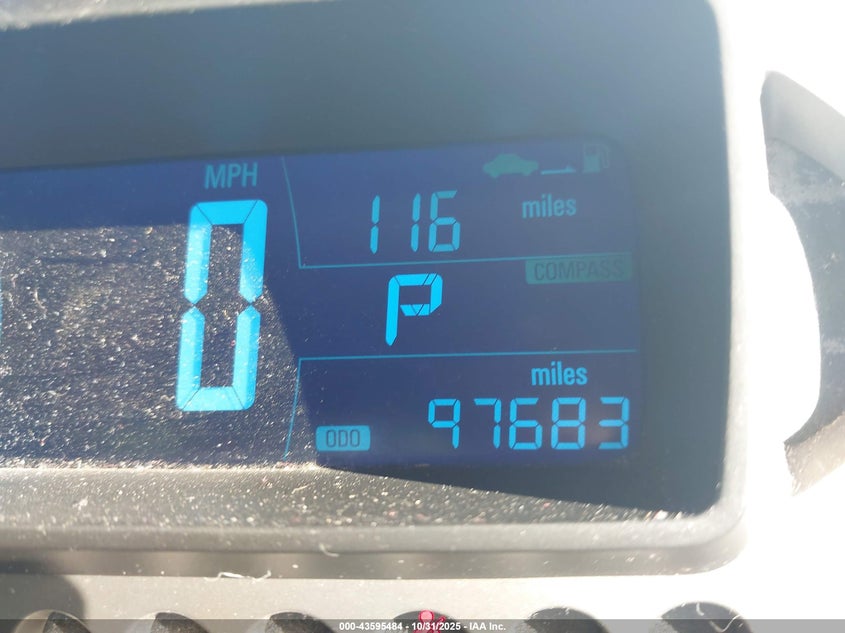 MPH
0
116 miles
COMPASS
P
miles
ODO 97683
000-43595484 - 10/31/2025 - IAA Inc.